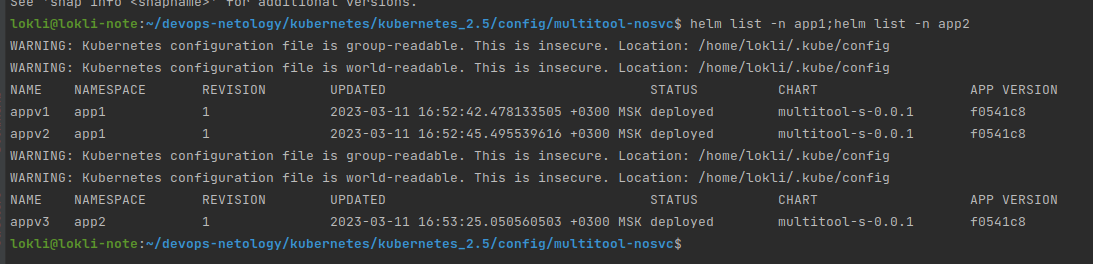 See 'snap info <snapname>' for additional versions.
lokli@lokli-note:~/devops-netology/kubernetes/kubernetes_2.5/config/multitool-nosvc$ helm list -n app1;helm list -n app2
WARNING: Kubernetes configuration file is group-readable. This is insecure. Location: /home/lokli/.kube/config
WARNING: Kubernetes configuration file is world-readable. This is insecure. Location: /home/lokli/.kube/config
NAME NAMESPACE REVISION UPDATED STATUS CHART APP VERSION
appv1 app1 1 2023-03-11 16:52:42.478133505 +0300 MSK deployed multitool-s-0.0.1 f0541c8
appv2 app1 1 2023-03-11 16:52:45.495539616 +0300 MSK deployed multitool-s-0.0.1 f0541c8
WARNING: Kubernetes configuration file is group-readable. This is insecure. Location: /home/lokli/.kube/config
WARNING: Kubernetes configuration file is world-readable. This is insecure. Location: /home/lokli/.kube/config
NAME NAMESPACE REVISION UPDATED STATUS CHART APP VERSION
appv3 app2 1 2023-03-11 16:53:25.050560503 +0300 MSK deployed multitool-s-0.0.1 f0541c8
lokli@lokli-note:~/devops-netology/kubernetes/kubernetes_2.5/config/multitool-nosvc$